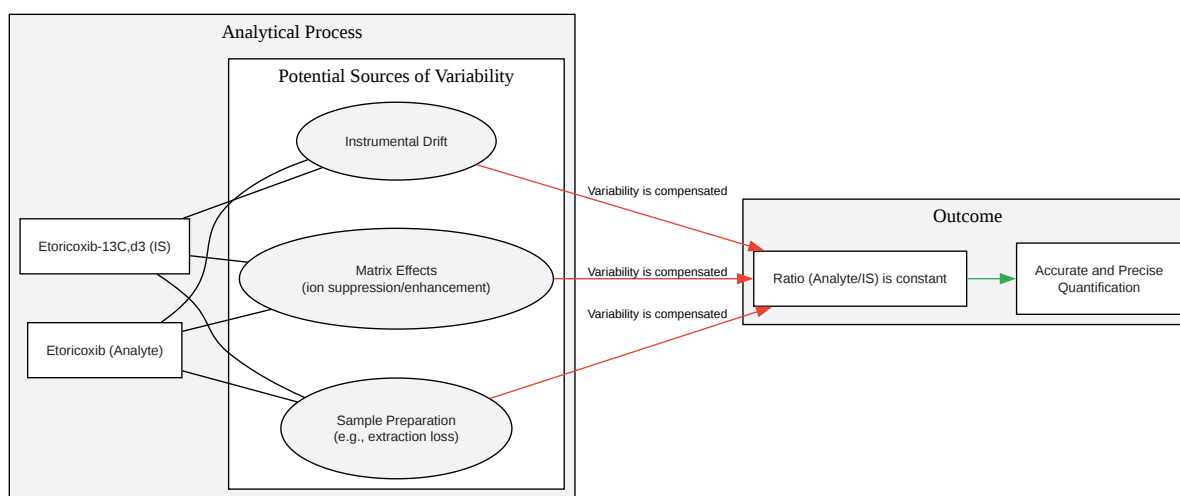 Analytical Process
Potential Sources of Variability
Instrumental Drift
Etoricoxib-13C,d3 (IS)
Matrix Effects
(ion suppression/enhancement)
Etoricoxib (Analyte)
Sample Preparation
(e.g., extraction loss)
Variability is compensated
Variability is compensated
Variability is compensated
Outcome
Ratio (Analyte/IS) is constant
Accurate and Precise
Quantification